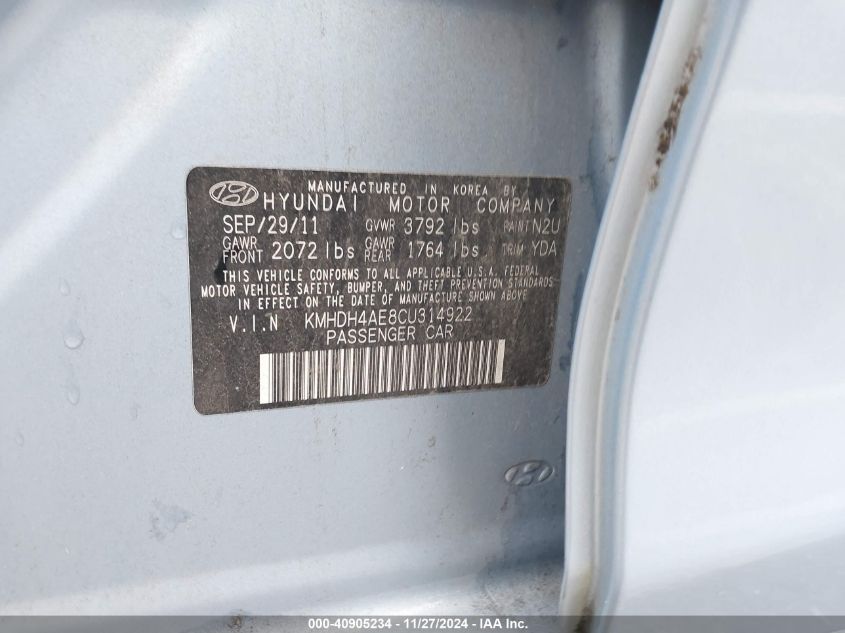 MANUFACTURED IN KOREA BY
HYUNDAI MOTOR COMPANY
SEP/29/11 GVWR 3792 lbs PAINT N2U
GAWR FRONT 2072 lbs GAWR REAR 1764 lbs TRIM YDA
THIS VEHICLE CONFORMS TO ALL APPLICABLE U.S.A. FEDERAL
MOTOR VEHICLE SAFETY, BUMPER, AND THEFT PREVENTION STANDARDS
IN EFFECT ON THE DATE OF MANUFACTURE SHOWN ABOVE.
V.I.N KMHDH4AE8CU314922
PASSENGER CAR
000-40905234 - 11/27/2024 - IAAI.com